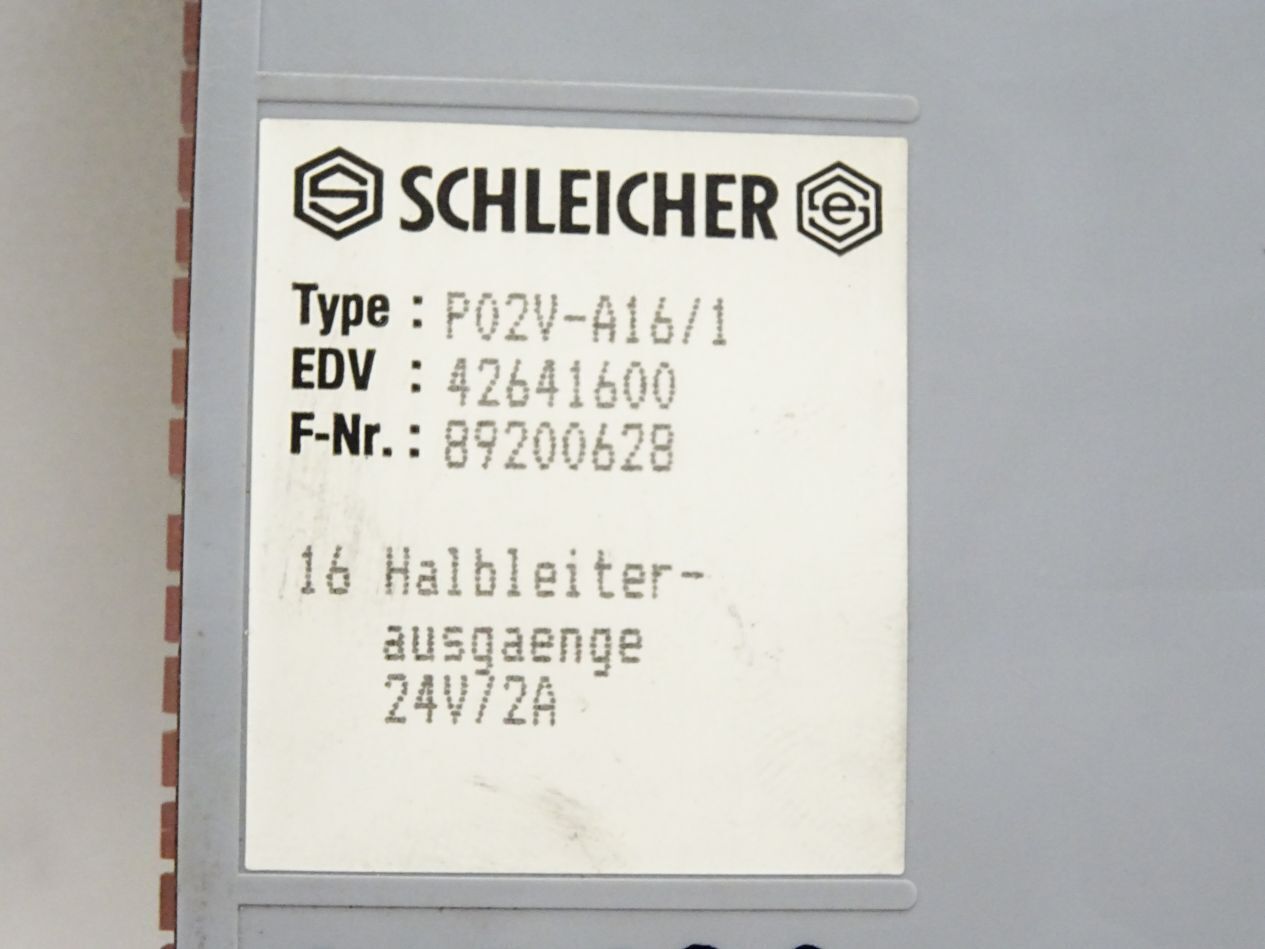 SCHLEICHER
Type : P02V-A16/1
EDV : 42641600
F-Nr. : 89200628
16 Halbleiter-
ausgaenge
24V/2A